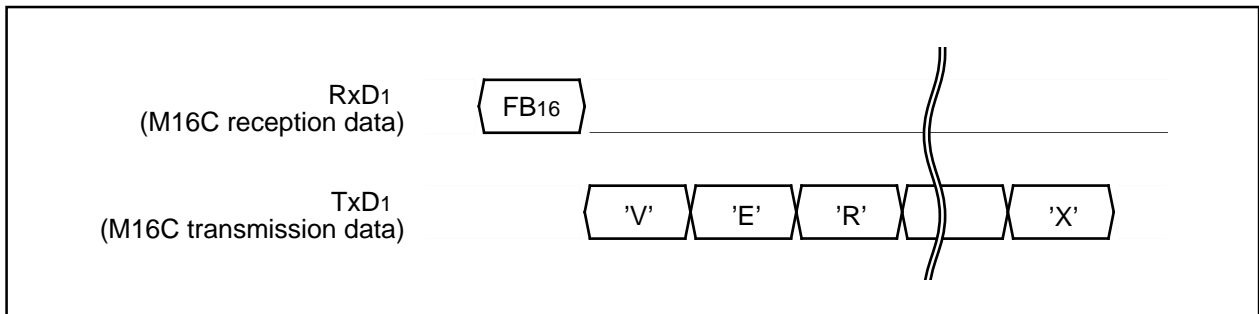 RxD1
(M16C reception data)
FB16
TxD1
(M16C transmission data)
'V' 'E' 'R' 'X'